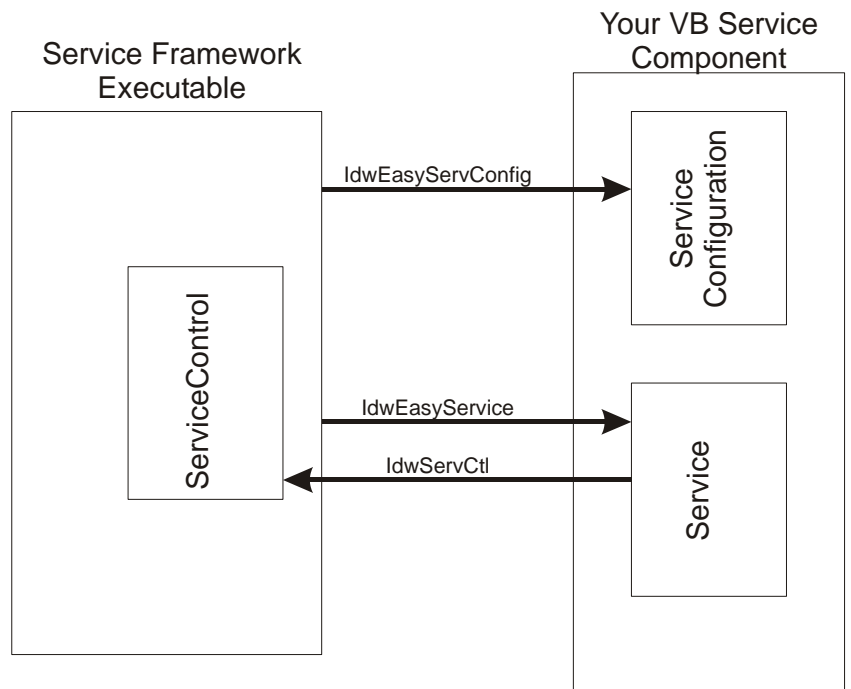 Service Framework
Executable
Your VB Service
Component
IdwEasyServConfig
Service
Configuration
ServiceControl
IdwEasyService
IdwServCtl
Service